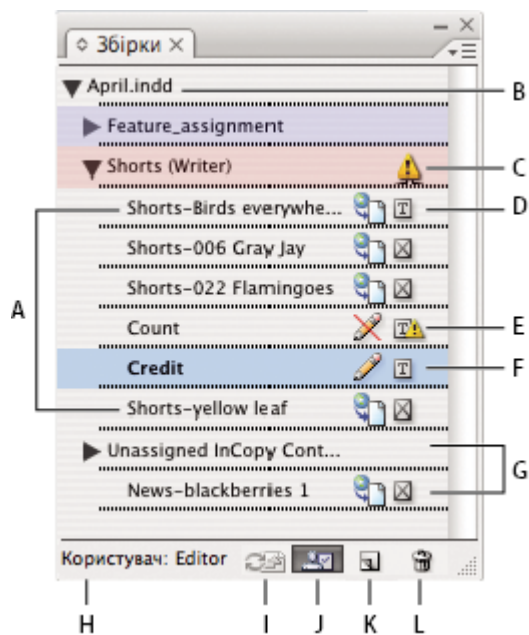 Збірки
April.indd
B
Feature_assignment
Shorts (Writer)
C
Shorts-Birds everywhe...
D
Shorts-006 Gray Jay
Shorts-022 Flamingoes
A
Count
E
Credit
F
Shorts-yellow leaf
Unassigned InCopy Cont...
G
News-blackberries 1
Користувач: Editor
H I J K L